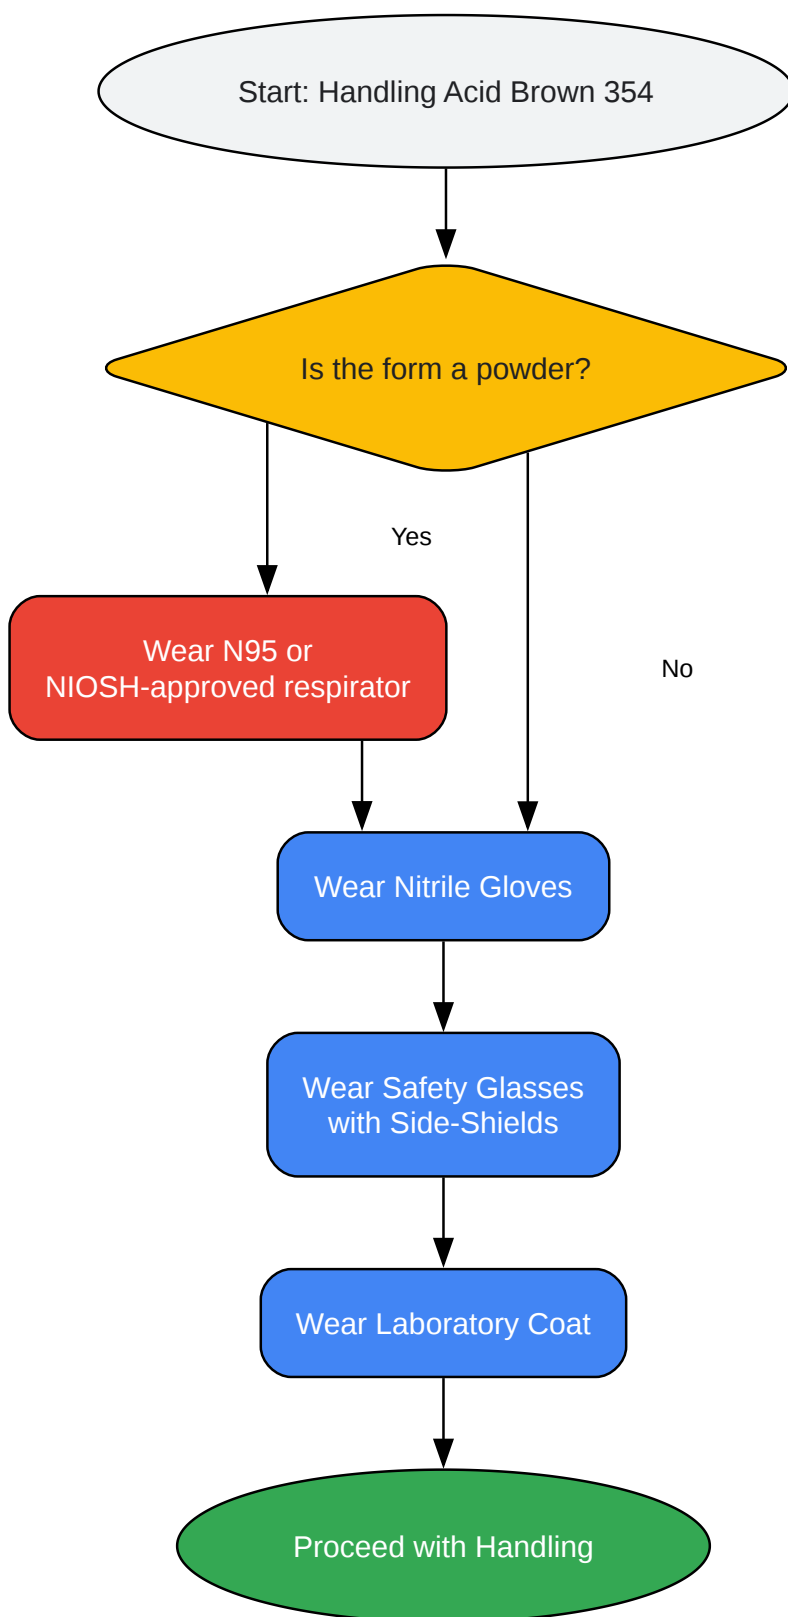 Start: Handling Acid Brown 354
Is the form a powder?
Yes
Wear N95 or
NIOSH-approved respirator
No
Wear Nitrile Gloves
Wear Safety Glasses
with Side-Shields
Wear Laboratory Coat
Proceed with Handling